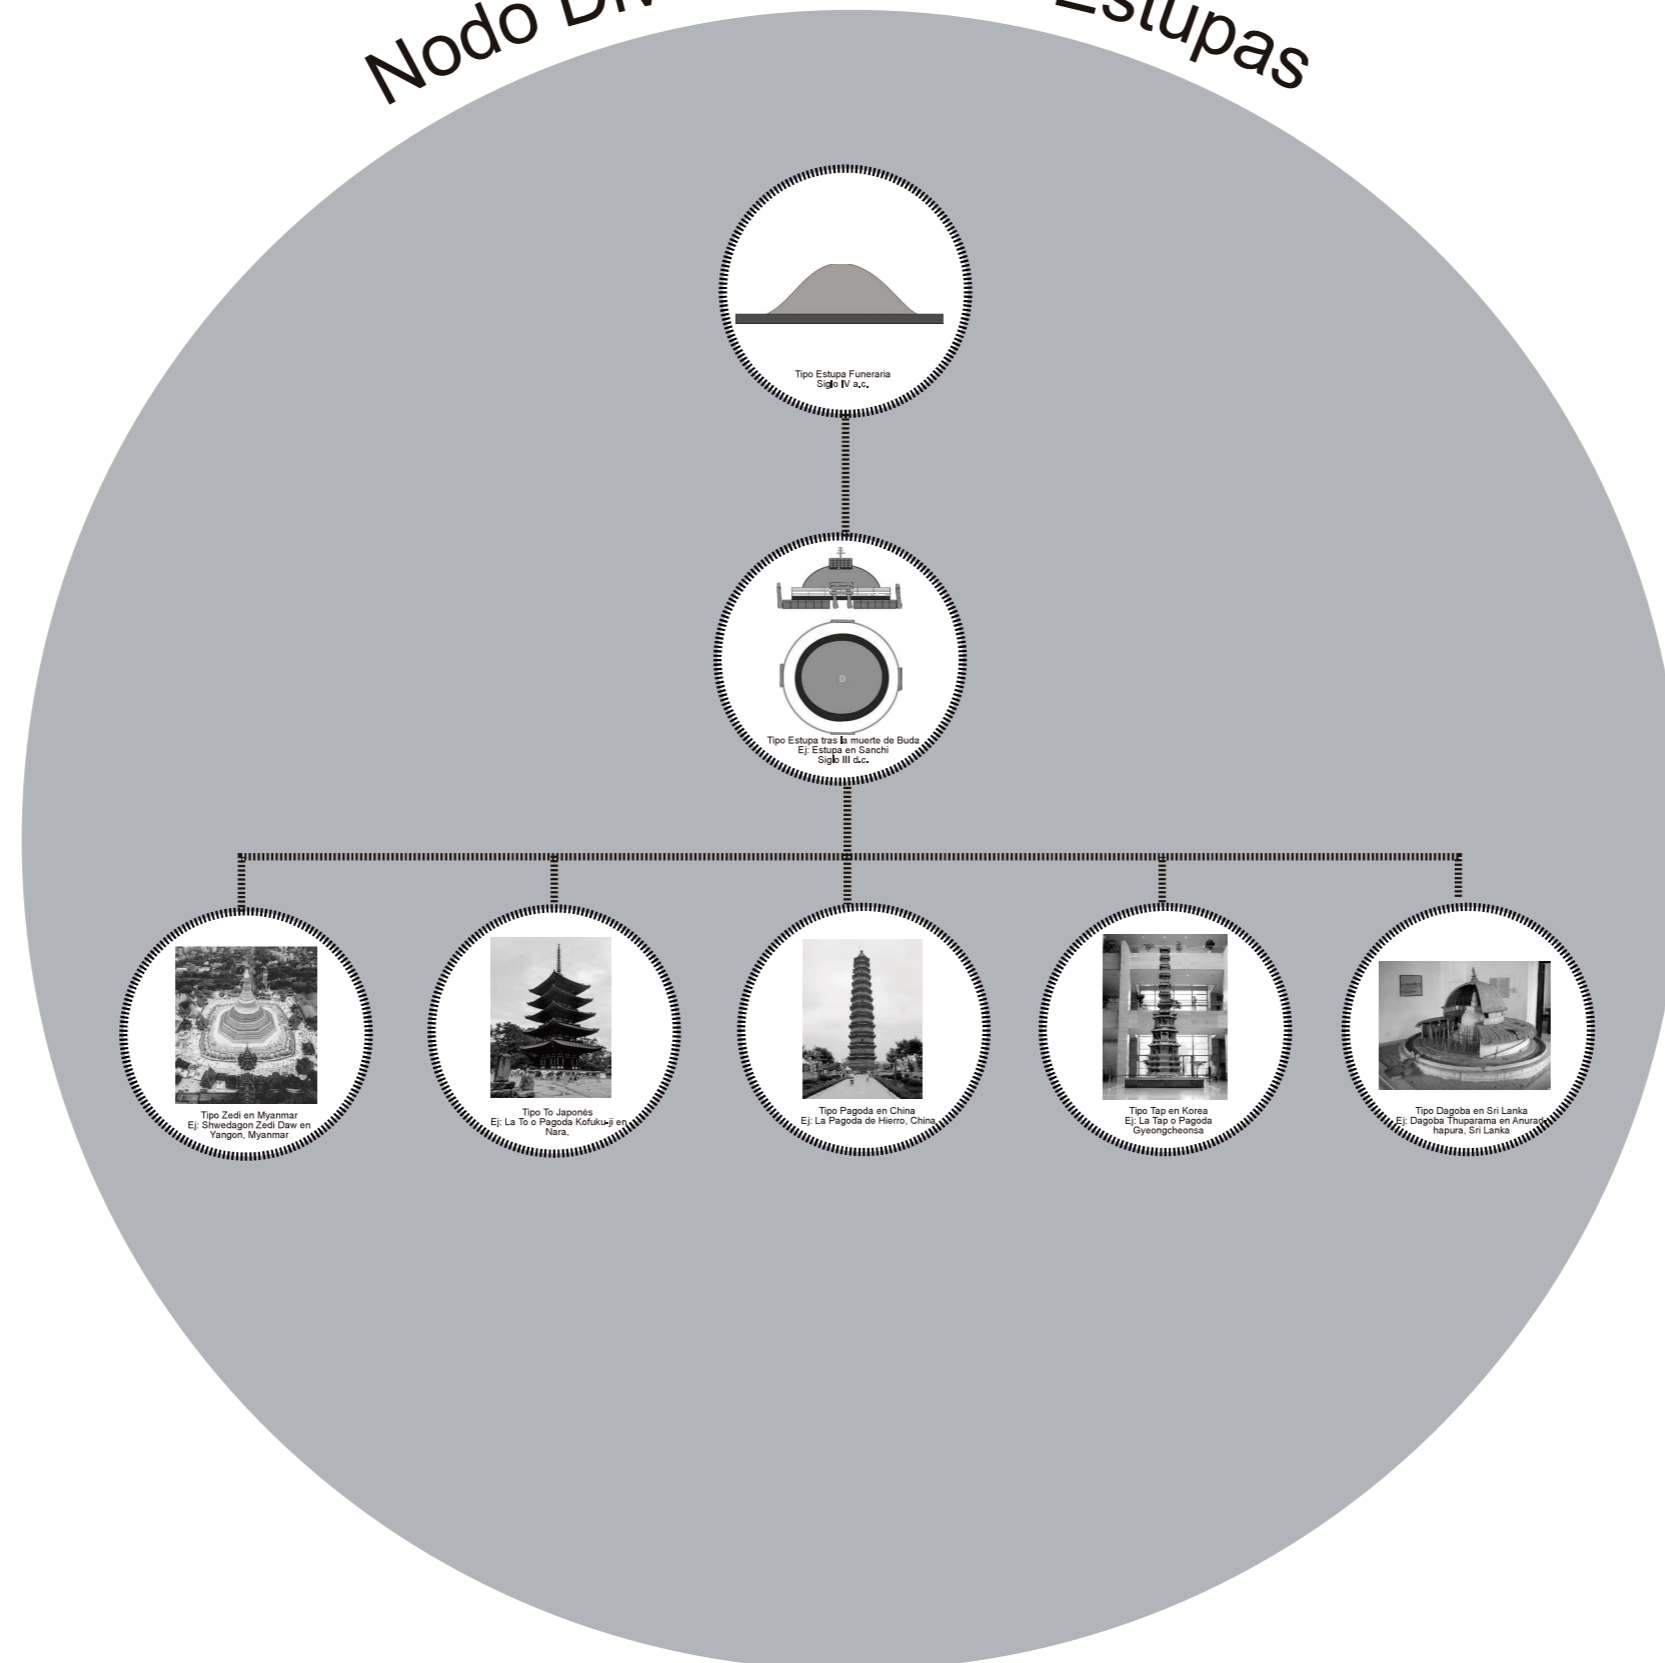 Nodo
Estupas
Tipo Estupa Funeraria
Siglo IV a.c.
Tipo Estupa tras la muerte de Buda
Ej: Estupa en Sanchi
Siglo III d.c.
Tipo Zedi en Myanmar
Ej: Shwedagon Zedi Daw en
Yangon, Myanmar
Tipo To Japonés
Ej: La To o Pagoda Kofuku-ji en
Nara,
Tipo Pagoda en China
Ej: La Pagoda de Hierro, China
Tipo Tap en Korea
Ej: La Tap o Pagoda
Gyeongcheonsa
Tipo Dagoba en Sri Lanka
Ej: Dagoba Thuparama en Anurad-
hapura, Sri Lanka